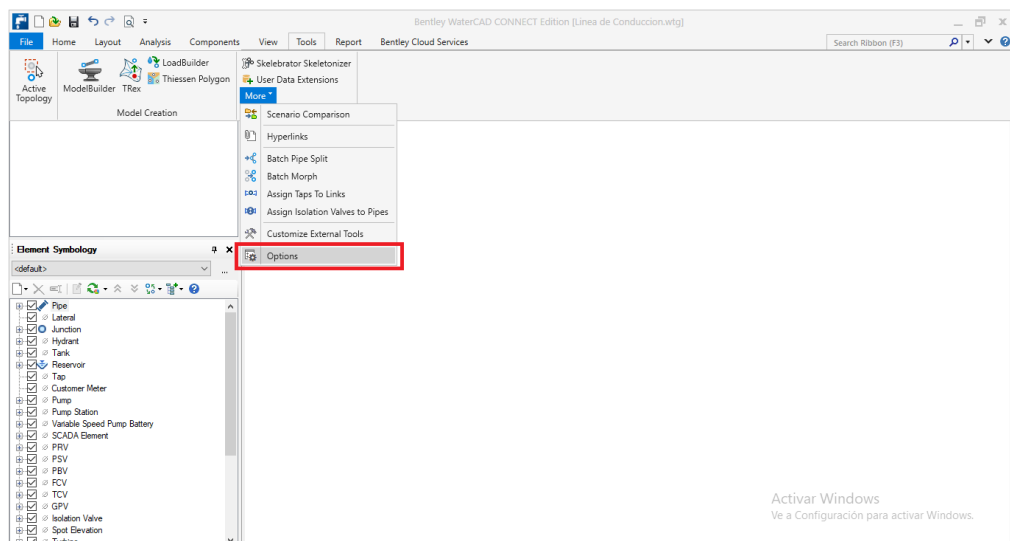 Bentley WaterCAD CONNECT Edition [Linea de Conduccion.wtg]
File Home Layout Analysis Components View Tools Report Bentley Cloud Services Search Ribbon (F3)
Active Topology
ModelBuilder
TRex
LoadBuilder
Thiessen Polygon
Model Creation
Skelebrator Skeletonizer
User Data Extensions
More
Scenario Comparison
Hyperlinks
Batch Pipe Split
Batch Morph
Assign Taps To Links
Assign Isolation Valves to Pipes
Customize External Tools
Options
Element Symbology
<default>
...
Pipe
Lateral
Junction
Hydrant
Tank
Reservoir
Tap
Customer Meter
Pump
Pump Station
Variable Speed Pump Battery
SCADA Element
PRV
PSV
PBV
FCV
TCV
GPV
Isolation Valve
Spot Elevation
Activar Windows
Ve a Configuración para activar Windows.